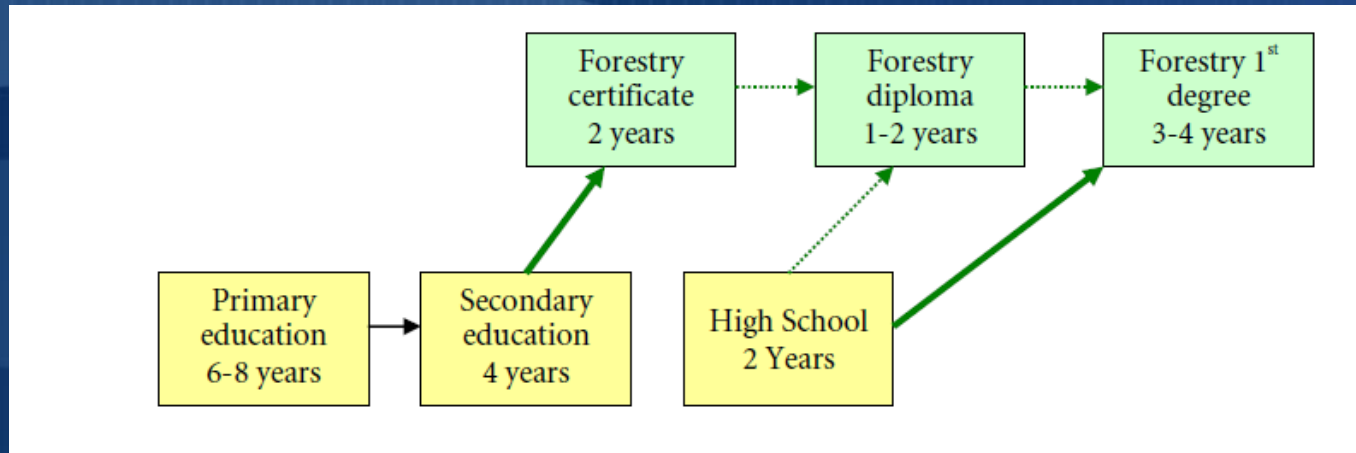 Forestry
certificate
2 years
Forestry
diploma
1-2 years
Forestry 1st
degree
3-4 years
Primary
education
6-8 years
Secondary
education
4 years
High School
2 Years